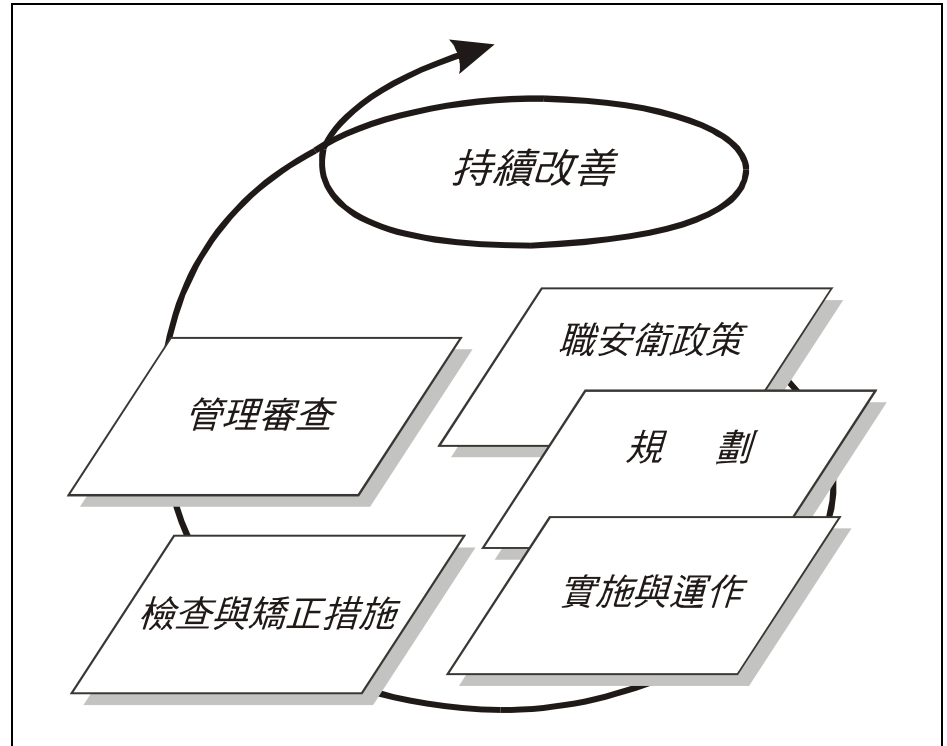 持續改善
職安衛政策
管理審查
規　劃
實施與運作
檢查與矯正措施